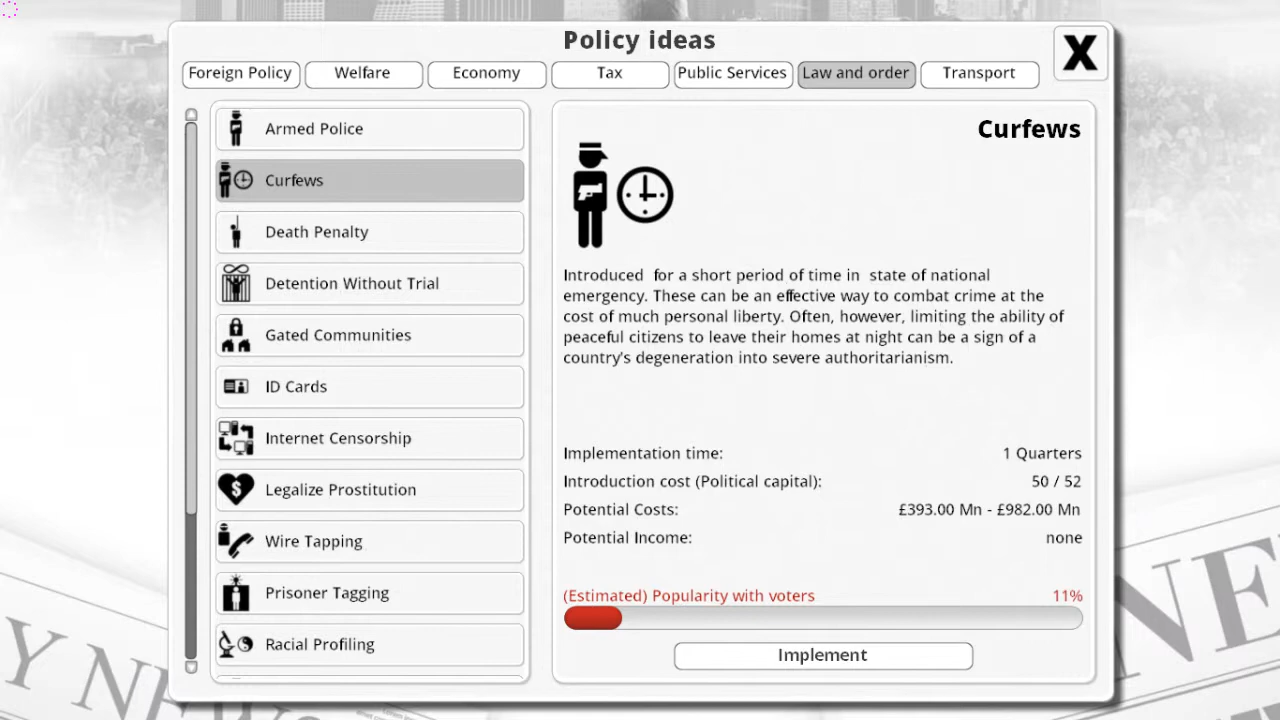 Policy ideas
X
Foreign Policy
Welfare
Economy
Tax
Public Services
Law and order
Transport
Armed Police
Curfews
Death Penalty
Detention Without Trial
Gated Communities
ID Cards
Internet Censorship
Legalize Prostitution
Wire Tapping
Prisoner Tagging
Racial Profiling
Curfews
Introduced for a short period of time in state of national
emergency. These can be an effective way to combat crime at the
cost of much personal liberty. Often, however, limiting the ability of
peaceful citizens to leave their homes at night can be a sign of a
country's degeneration into severe authoritarianism.
Implementation time: 1 Quarters
Introduction cost (Political capital): 50 / 52
Potential Costs: £393.00 Mn - £982.00 Mn
Potential Income: none
(Estimated) Popularity with voters 11%
Implement
Y NEWS
NE